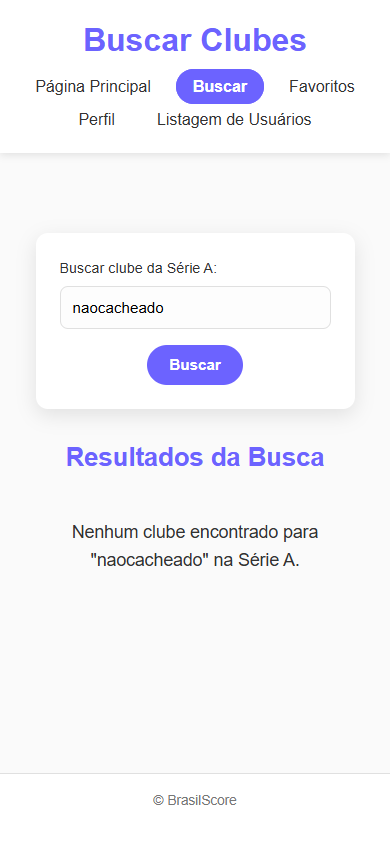 Buscar Clubes
Página Principal Buscar Favoritos
Perfil Listagem de Usuários
Buscar clube da Série A:
naocacheado
Buscar
Resultados da Busca
Nenhum clube encontrado para
"naocacheado" na Série A.
© BrasilScore